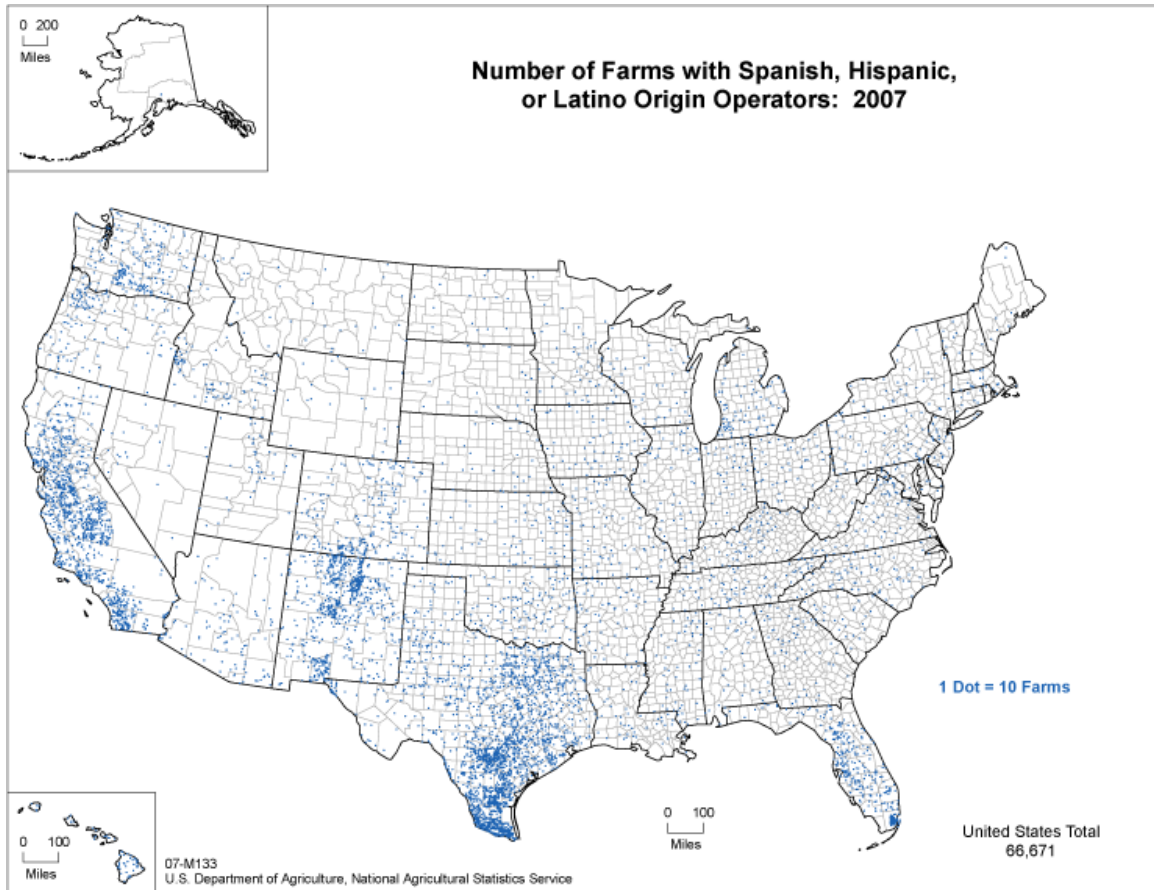 0 200
Miles
Number of Farms with Spanish, Hispanic,
or Latino Origin Operators: 2007
1 Dot = 10 Farms
0 100
Miles
0 100
Miles
United States Total
66,671
07-M133
U.S. Department of Agriculture, National Agricultural Statistics Service